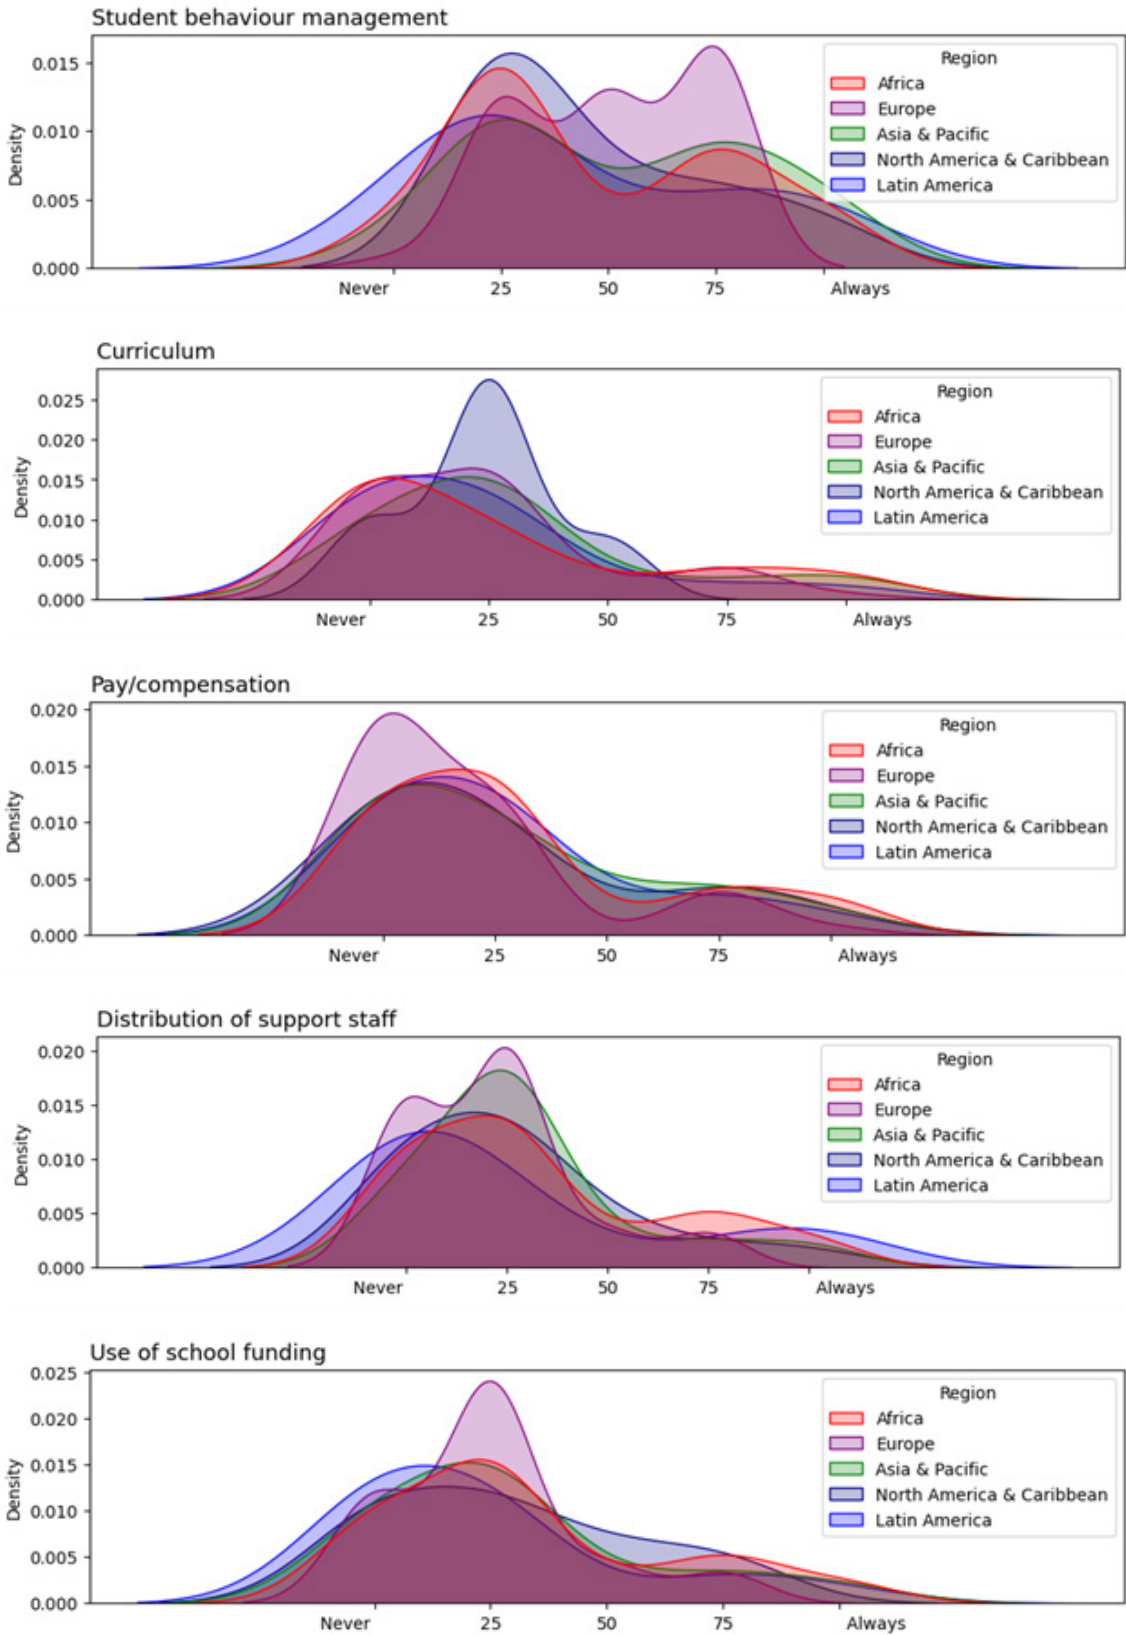 Student behaviour management
Density
0.015
0.010
0.005
0.000
Never 25 50 75 Always
Region
Africa
Europe
Asia & Pacific
North America & Caribbean
Latin America
Curriculum
Density
0.025
0.020
0.015
0.010
0.005
0.000
Never 25 50 75 Always
Region
Africa
Europe
Asia & Pacific
North America & Caribbean
Latin America
Pay/compensation
Density
0.020
0.015
0.010
0.005
0.000
Never 25 50 75 Always
Region
Africa
Europe
Asia & Pacific
North America & Caribbean
Latin America
Distribution of support staff
Density
0.020
0.015
0.010
0.005
0.000
Never 25 50 75 Always
Region
Africa
Europe
Asia & Pacific
North America & Caribbean
Latin America
Use of school funding
Density
0.025
0.020
0.015
0.010
0.005
0.000
Never 25 50 75 Always
Region
Africa
Europe
Asia & Pacific
North America & Caribbean
Latin America